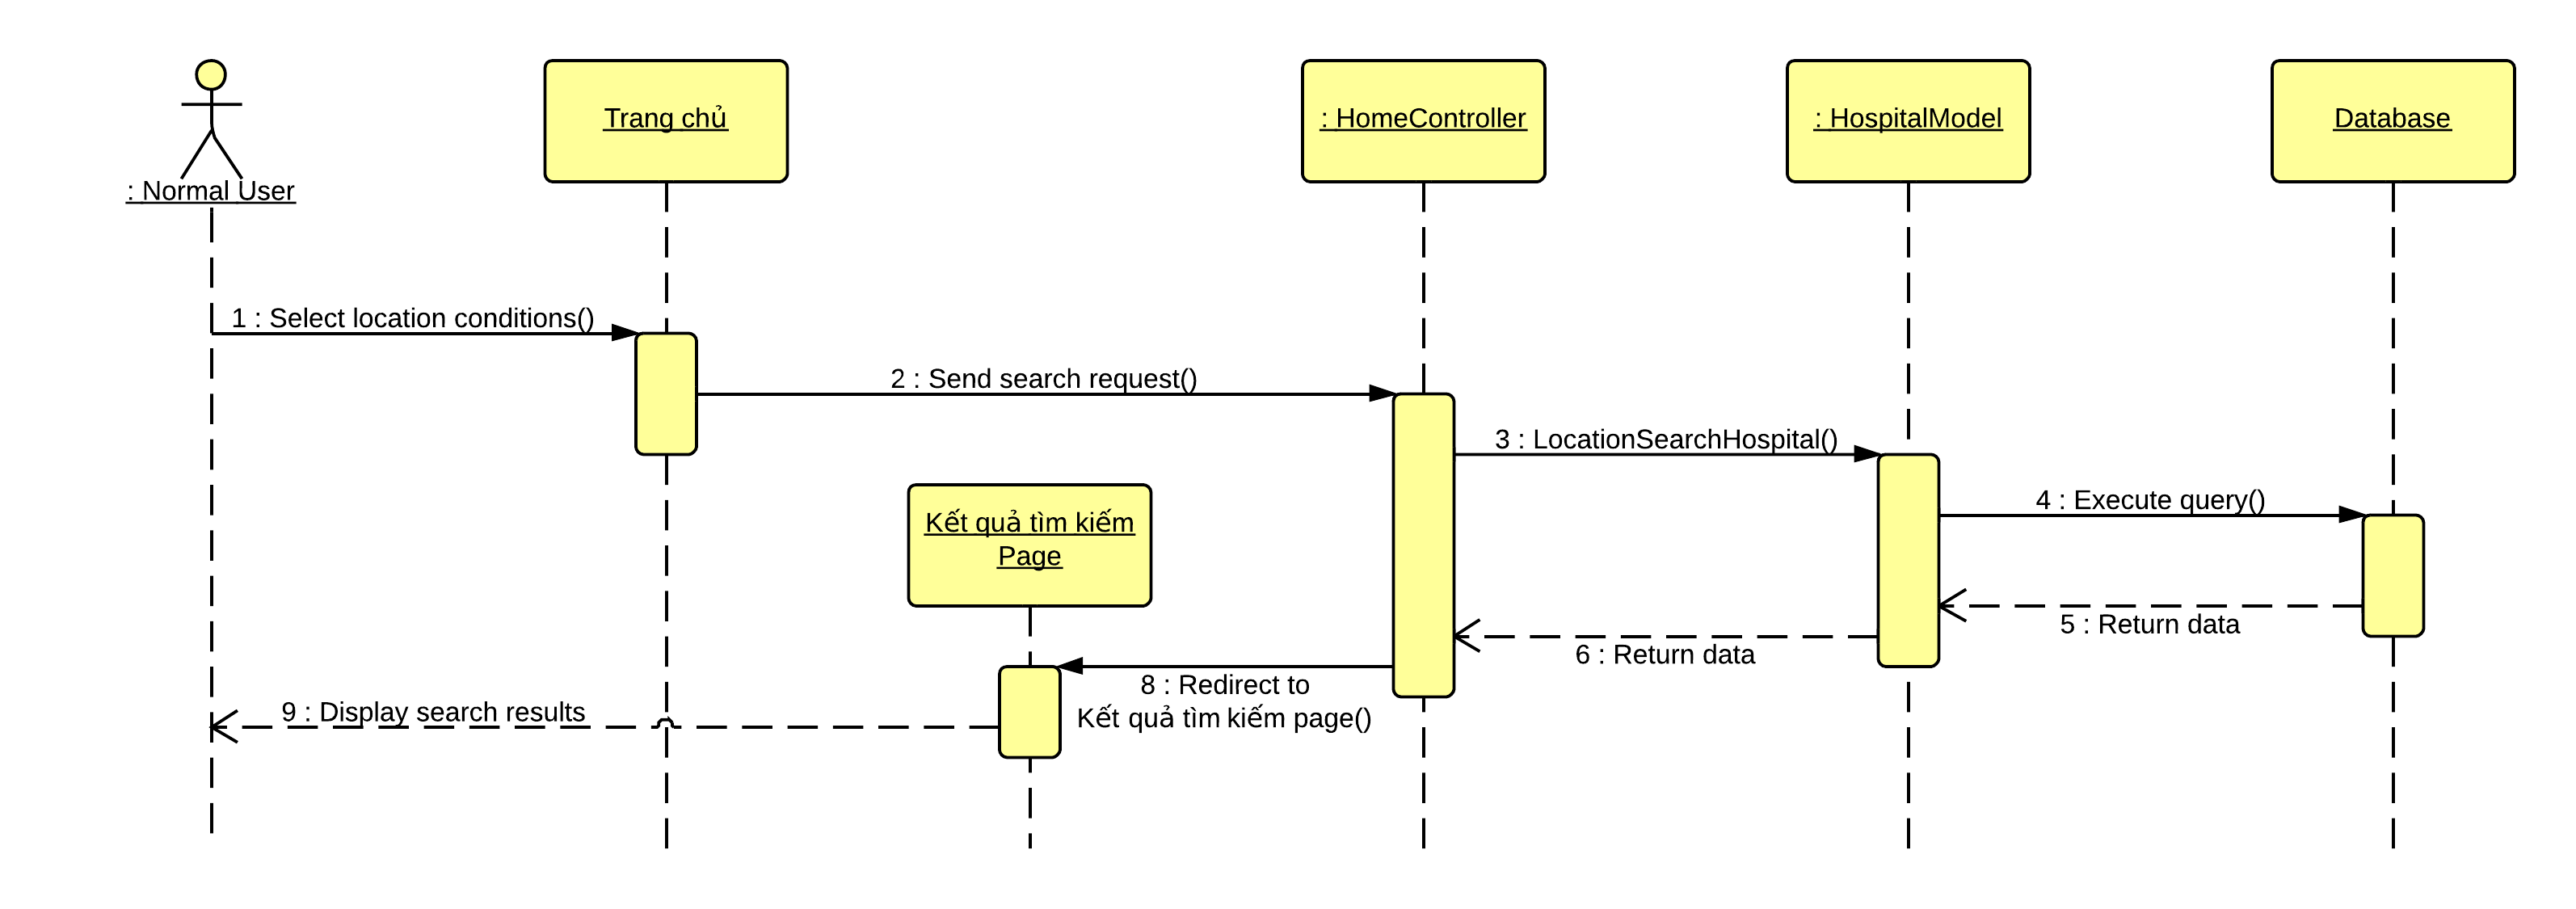 : Normal User
Trang chủ
: HomeController
: HospitalModel
Database
1 : Select location conditions()
2 : Send search request()
3 : LocationSearchHospital()
4 : Execute query()
Kết quả tìm kiếm
Page
5 : Return data
6 : Return data
8 : Redirect to
Kết quả tìm kiếm page()
9 : Display search results